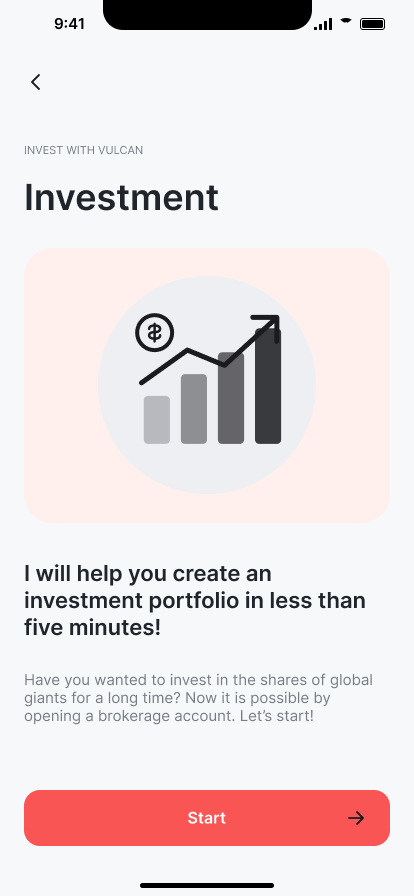 9:41
INVEST WITH VULCAN
Investment
I will help you create an
investment portfolio in less than
five minutes!
Have you wanted to invest in the shares of global
giants for a long time? Now it is possible by
opening a brokerage account. Let’s start!
Start